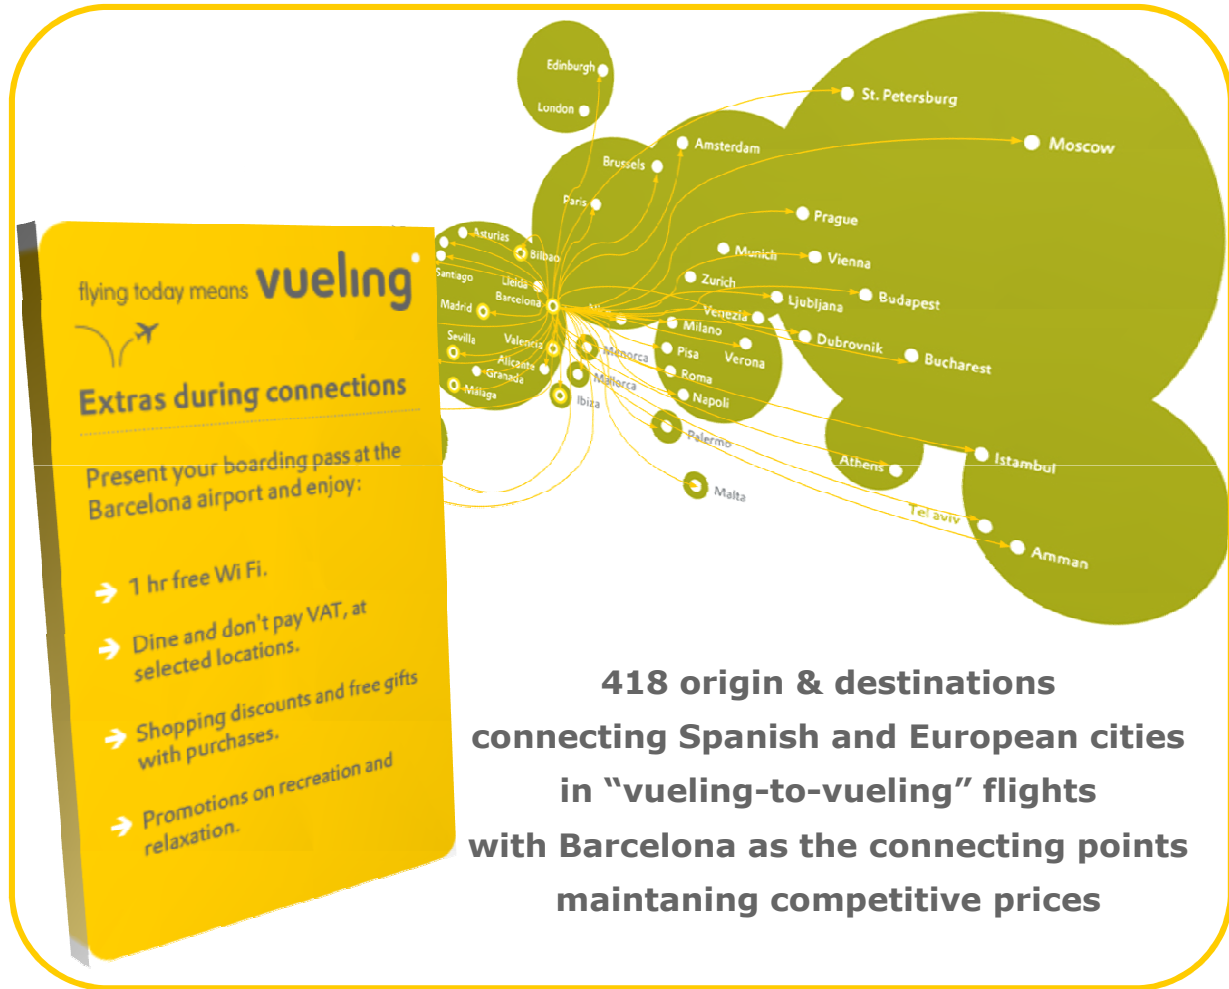 Edinburgh
London
St. Petersburg
Moscow
Amsterdam
Brussels
Paris
Prague
Munich
Vienna
Zurich
Budapest
Ljubljana
Venezia
Milano
Verona
Dubrovnik
Bucharest
Pisa
Roma
Napoli
Asturias
Bilbao
Santiago
Lleida
Barcelona
Madrid
Sevilla
Valencia
Alicante
Granada
Málaga
Menorca
Mallorca
Ibiza
Palermo
Malta
Athens
Istambul
Tel aviv
Amman
flying today means vueling
Extras during connections
Present your boarding pass at the
Barcelona airport and enjoy:
➔ 1 hr free Wi Fi.
➔ Dine and don't pay VAT, at
selected locations.
➔ Shopping discounts and free gifts
with purchases.
➔ Promotions on recreation and
relaxation.
418 origin & destinations
connecting Spanish and European cities
in “vueling-to-vueling” flights
with Barcelona as the connecting points
maintaning competitive prices